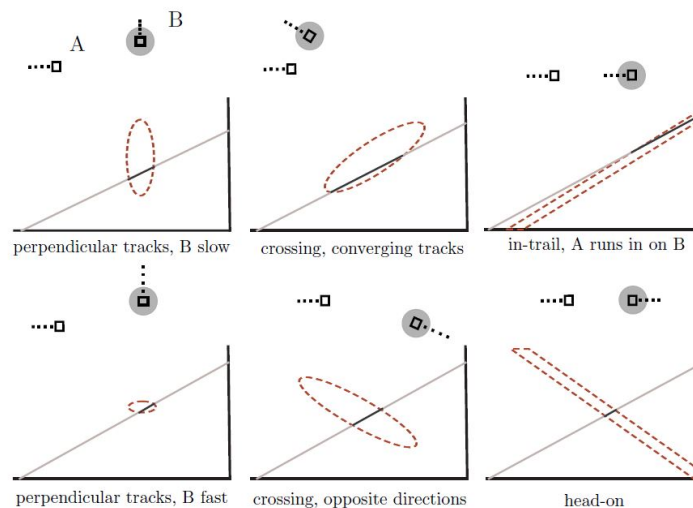 A
B
perpendicular tracks, B slow
crossing, converging tracks
in-trail, A runs in on B
perpendicular tracks, B fast
crossing, opposite directions
head-on